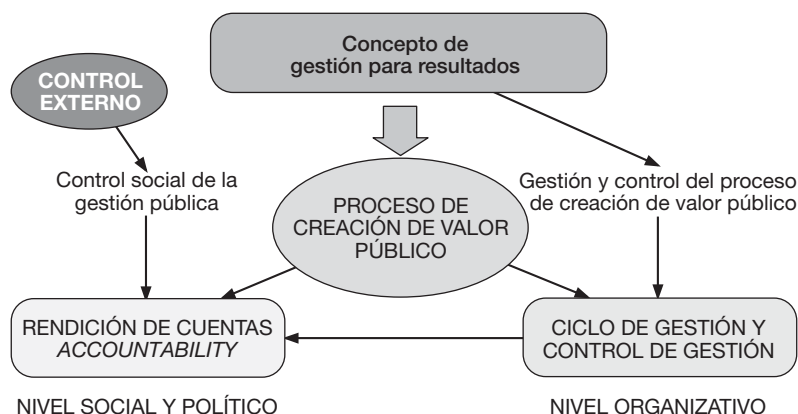 Concepto de
gestión para resultados
CONTROL
EXTERNO
Control social de la
gestión pública
Gestión y control del proceso
de creación de valor público
PROCESO DE
CREACIÓN DE VALOR
PÚBLICO
RENDICIÓN DE CUENTAS
ACCOUNTABILITY
CICLO DE GESTIÓN Y
CONTROL DE GESTIÓN
NIVEL SOCIAL Y POLÍTICO
NIVEL ORGANIZATIVO